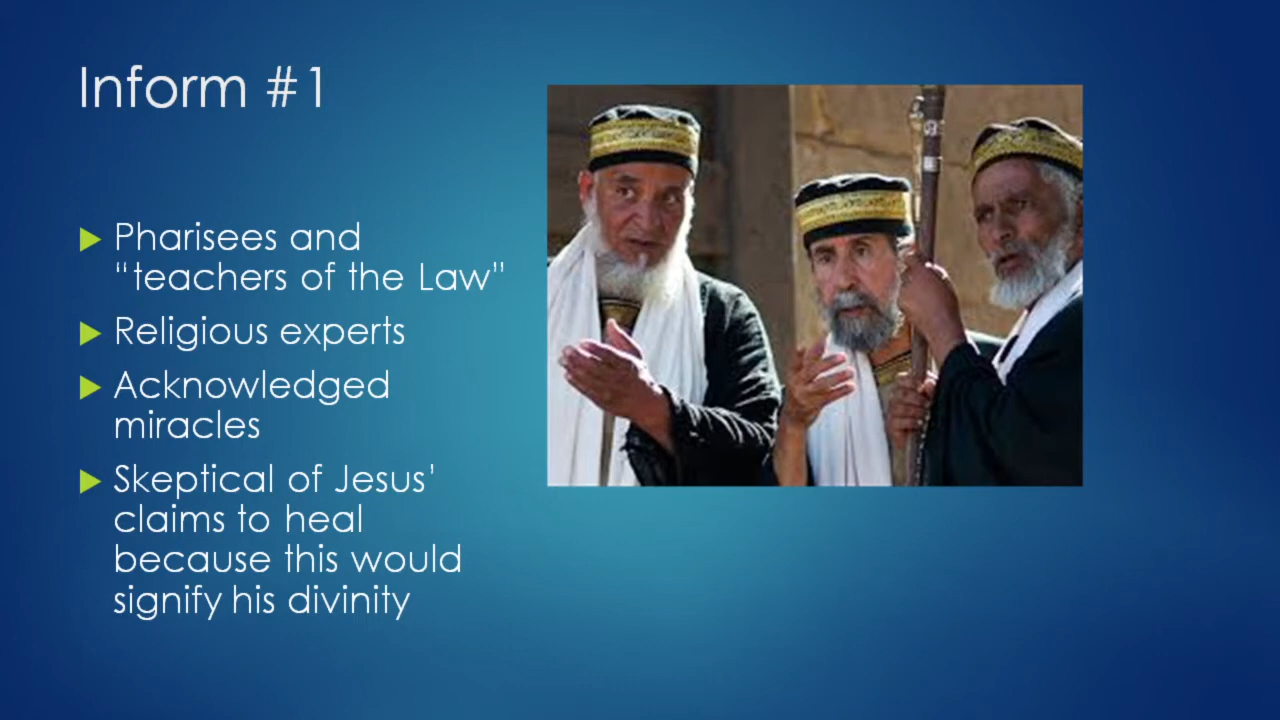 Inform #1
Pharisees and
“teachers of the Law”
Religious experts
Acknowledged
miracles
Skeptical of Jesus'
claims to heal
because this would
signify his divinity